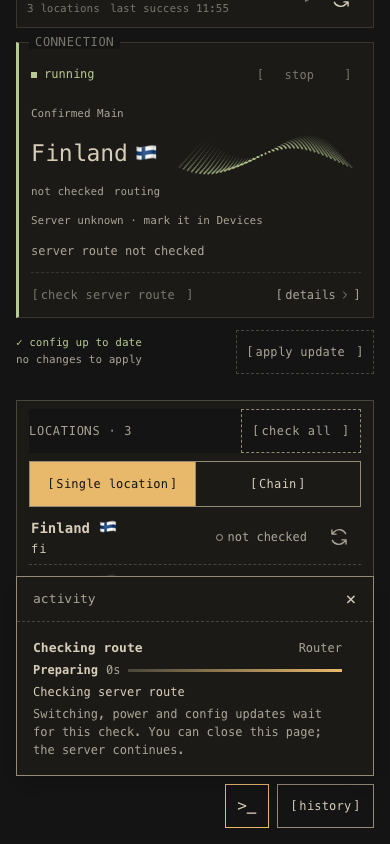 3 locations last success 11:55
CONNECTION
running
[ stop ]
Confirmed Main
Finland
not checked routing
Server unknown · mark it in Devices
server route not checked
[check server route ]
[details > ]
✓ config up to date
no changes to apply
[apply update ]
LOCATIONS · 3
[check all ]
[Single location]
[Chain]
Finland
fi
not checked
activity
×
Checking route
Router
Preparing 0s
Checking server route
Switching, power and config updates wait
for this check. You can close this page;
the server continues.
>_
[history]